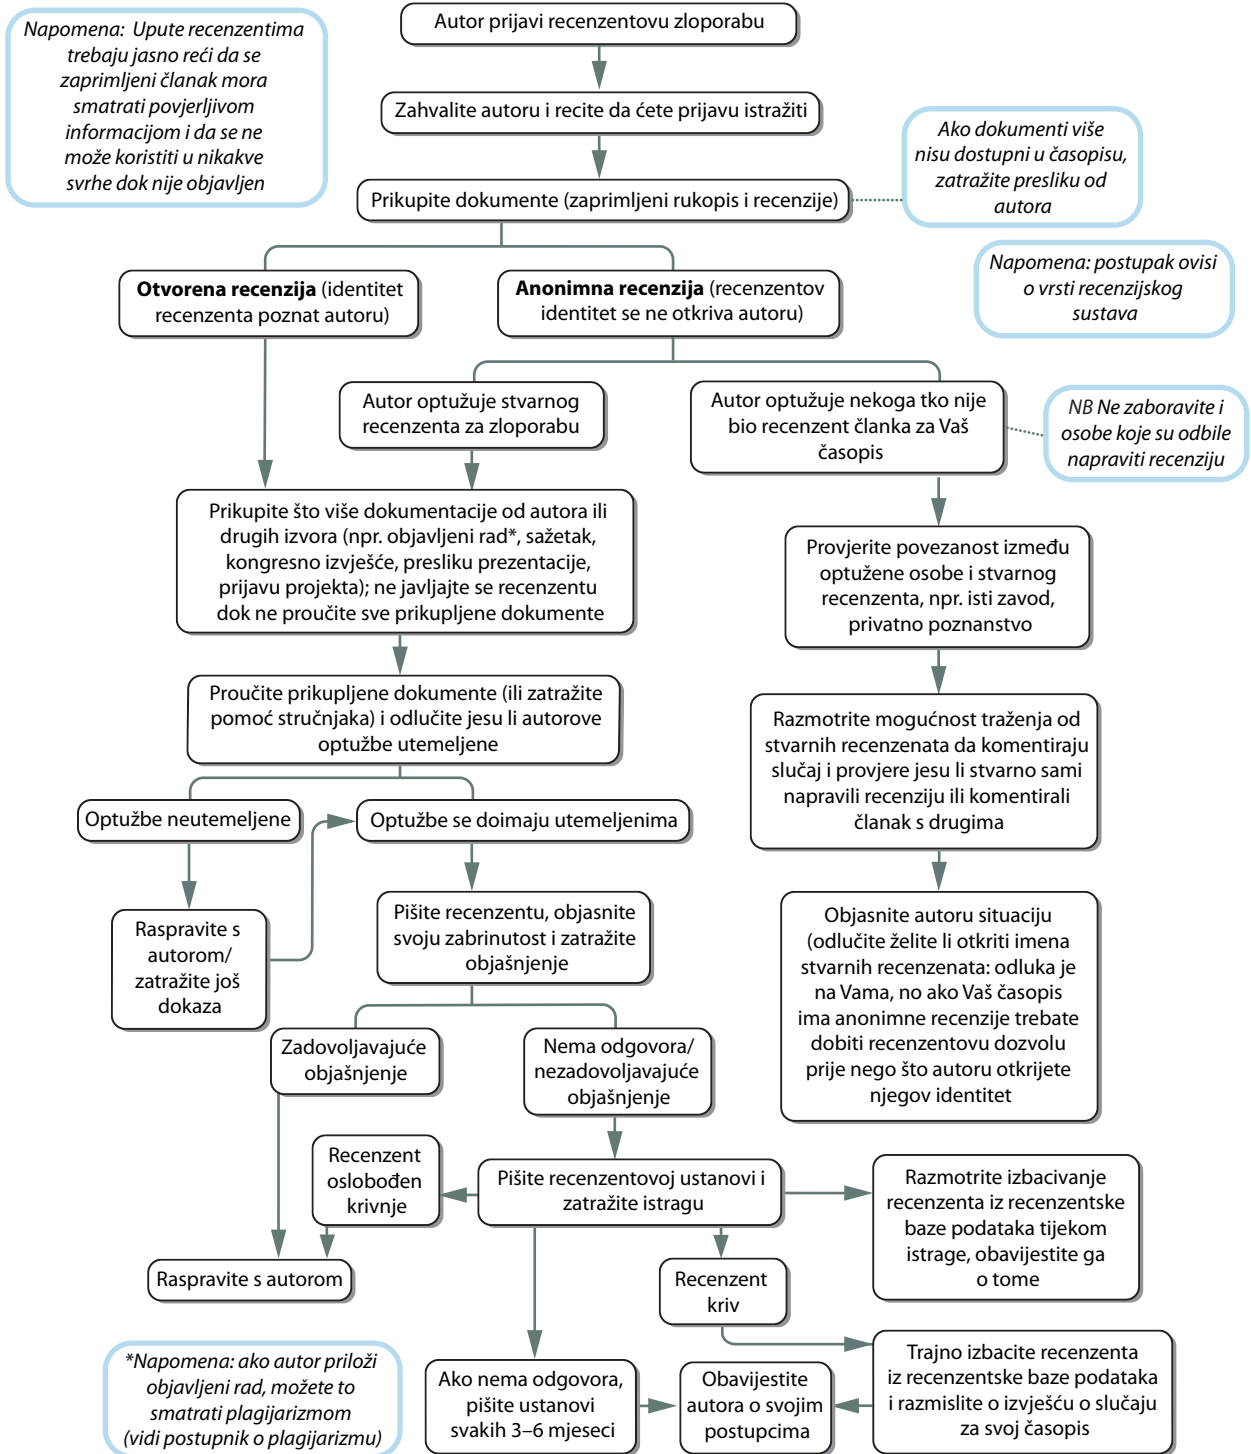 Autor prijavi recenzentovu zloporabu
Napomena: Upute recenzentima
trebaju jasno reći da se
zaprimljeni članak mora
smatrati povjerljivom
informacijom i da se ne
može koristiti u nikakve
svrhe dok nije objavljen
Zahvalite autoru i recite da ćete prijavu istražiti
Ako dokumenti više
nisu dostupni u časopisu,
zatražite presliku od
autora
Prikupite dokumente (zaprimljeni rukopis i recenzije)
Napomena: postupak ovisi
o vrsti recenzijskog
sustava
Otvorena recenzija (identitet
recenzenta poznat autoru)
Anonimna recenzija (recenzentov
identitet se ne otkriva autoru)
Autor optužuje stvarnog
recenzenta za zloporabu
Autor optužuje nekoga tko nije
bio recenzent članka za Vaš
časopis
NB Ne zaboravite i
osobe koje su odbile
napraviti recenziju
Prikupite što više dokumentacije od autora ili
drugih izvora (npr. objavljeni rad*, sažetak,
kongresno izvješće, presliku prezentacije,
prijavu projekta); ne javljajte se recenzentu
dok ne proučite sve prikupljene dokumente
Provjerite povezanost između
optužene osobe i stvarnog
recenzenta, npr. isti zavod,
privatno poznanstvo
Proučite prikupljene dokumente (ili zatražite
pomoć stručnjaka) i odlučite jesu li autorove
optužbe utemeljene
Razmotrite mogućnost traženja od
stvarnih recenzenata da komentiraju
slučaj i provjere jesu li stvarno sami
napravili recenziju ili komentirali
članak s drugima
Optužbe neutemeljene
Optužbe se doimaju utemeljenima
Raspravite s
autorom/
zatražite još
dokaza
Pišite recenzentu, objasnite
svoju zabrinutost i zatražite
objašnjenje
Objasnite autoru situaciju
(odlučite želite li otkriti imena
stvarnih recenzenata: odluka je
na Vama, no ako Vaš časopis
ima anonimne recenzije trebate
dobiti recenzentovu dozvolu
prije nego što autoru otkrijete
njegov identitet
Zadovoljavajuće
objašnjenje
Nema odgovora/
nezadovoljavajuće
objašnjenje
Recenzent
oslobođen
krivnje
Pišite recenzentovoj ustanovi i
zatražite istragu
Razmotrite izbacivanje
recenzenta iz recenzentske
baze podataka tijekom
istrage, obavijestite ga
o tome
Raspravite s autorom
Recenzent
kriv
*Napomena: ako autor priloži
objavljeni rad, možete to
smatrati plagijarizmom
(vidi postupnik o plagijarizmu)
Ako nema odgovora,
pišite ustanovi
svakih 3–6 mjeseci
Obavijestite
autora o svojim
postupcima
Trajno izbacite recenzenta
iz recenzentske baze podataka
i razmislite o izvješću o slučaju
za svoj časopis